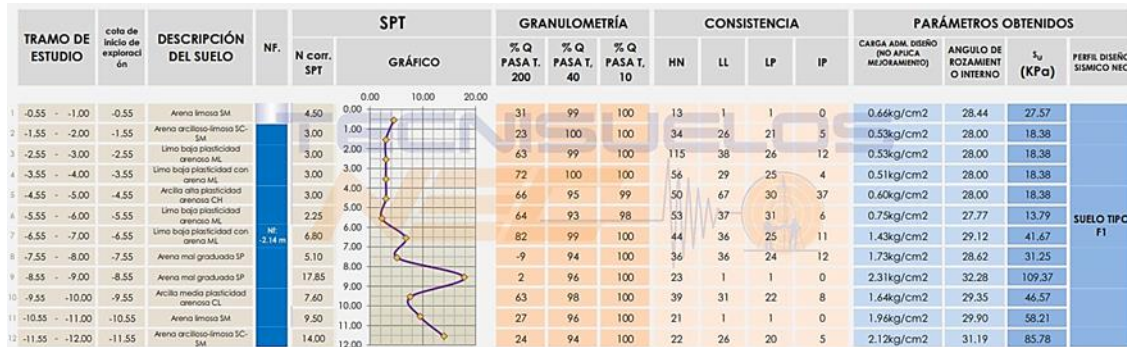 TRAMO DE ESTUDIO cota de inicio de exploraci ón DESCRIPCIÓN DEL SUELO NF. SPT GRANULOMETRÍA CONSISTENCIA PARÁMETROS OBTENIDOS
N corr. SPT GRÁFICO % Q PASA T. 200 % Q PASA T. 40 % Q PASA T. 10 HN LL LP IP CARGA ADM. DISEÑO (NO APLICA MEJORAMIENTO) ANGULO DE ROZAMIENT O INTERNO Su (KPa) PERFIL DISEÑO SISMICO NEC
0.00 10.00 20.00
1 -0.55 - -1.00 -0.55 Arena limosa SM 4.50 0.00 31 99 100 13 1 1 0 0.66kg/cm2 28.44 27.57
2 -1.55 - -2.00 -1.55 Arena arcilloso-limosa SC-SM 3.00 1.00 23 100 100 34 26 21 5 0.53kg/cm2 28.00 18.38
3 -2.55 - -3.00 -2.55 Limo baja plasticidad arenoso ML 3.00 2.00 63 99 100 115 38 26 12 0.53kg/cm2 28.00 18.38
4 -3.55 - -4.00 -3.55 Limo baja plasticidad con arena ML 3.00 3.00 72 100 100 56 29 25 4 0.51kg/cm2 28.00 18.38
5 -4.55 - -5.00 -4.55 Arcilla alta plasticidad arenosa CH 3.00 4.00 66 95 99 50 67 30 37 0.60kg/cm2 28.00 18.38
6 -5.55 - -6.00 -5.55 Limo baja plasticidad arenoso ML 2.25 5.00 64 93 98 53 37 31 6 0.75kg/cm2 27.77 13.79
7 -6.55 - -7.00 -6.55 Limo baja plasticidad con arena ML NF. -2.14 m 6.80 6.00 82 99 100 44 36 25 11 1.43kg/cm2 29.12 41.67 SUELO TIPO F1
8 -7.55 - -8.00 -7.55 Arena mal graduada SP 5.10 7.00 -9 94 100 36 36 24 12 1.73kg/cm2 28.62 31.25
9 -8.55 - -9.00 -8.55 Arena mal graduada SP 17.85 8.00 2 96 100 23 1 1 0 2.31kg/cm2 32.28 109.37
10 -9.55 -10.00 -9.55 Arcilla media plasticidad arenosa CL 7.60 9.00 63 98 100 39 31 22 8 1.64kg/cm2 29.35 46.57
11 -10.55 - -11.00 -10.55 Arena limosa SM 9.50 10.00 27 96 100 21 1 1 0 1.96kg/cm2 29.90 58.21
12 -11.55 - -12.00 -11.55 Arena arcilloso-limosa SC-SM 14.00 11.00 24 94 100 22 26 20 5 2.12kg/cm2 31.19 85.78
12.00
TECNISUELOS